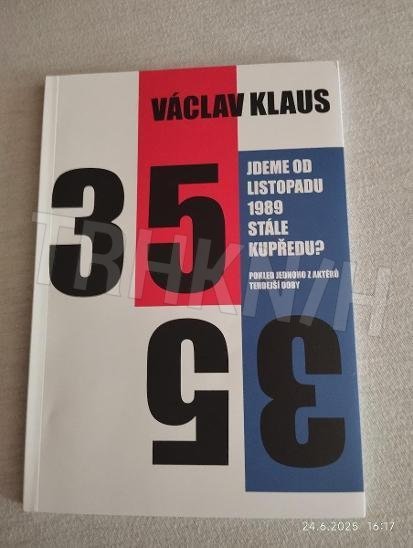 VÁCLAV KLAUS
35
JDEME OD
LISTOPADU
1989
STÁLE
KUPŘEDU?
POHLED JEDNOHO Z AKTÉRŮ
TEHDEJŠÍ DOBY
TRHKNIH
35
24.6.2025 16:17